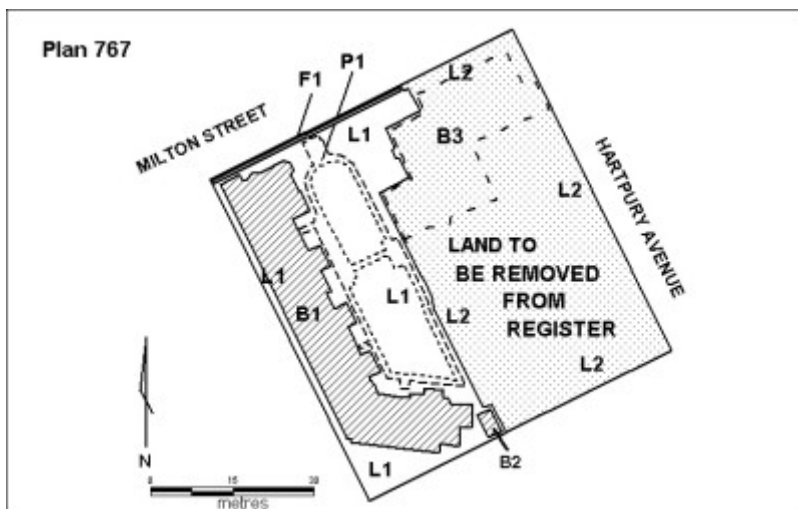 Plan 767
F1
P1
MILTON STREET
L1
L2
B3
HARTPURY AVENUE
L2
L1
B1
L1
L2
LAND TO
BE REMOVED
FROM
REGISTER
L2
L1
B2
N
0 15 30
metres